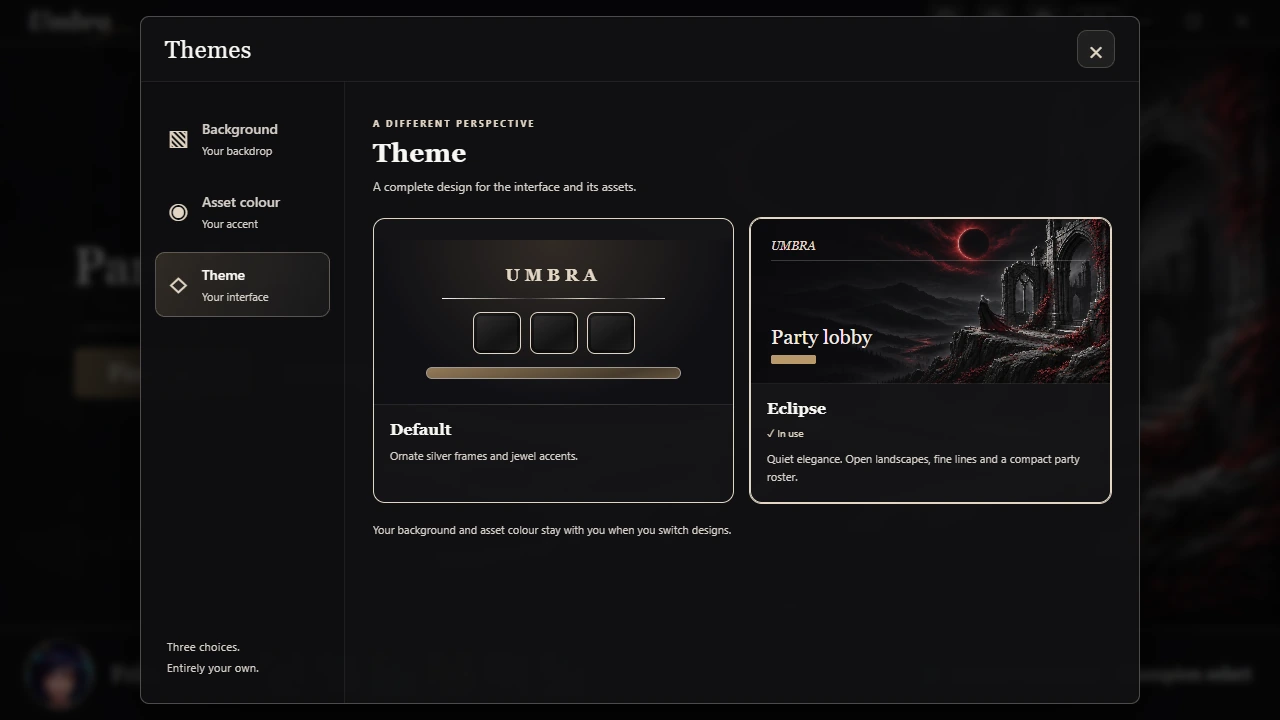 Themes
Background
Your backdrop
Asset colour
Your accent
Theme
Your interface
Three choices.
Entirely your own.
A DIFFERENT PERSPECTIVE
Theme
A complete design for the interface and its assets.
UMBRA
Default
Ornate silver frames and jewel accents.
UMBRA
Party lobby
Eclipse
✓ In use
Quiet elegance. Open landscapes, fine lines and a compact party
roster.
Your background and asset colour stay with you when you switch designs.